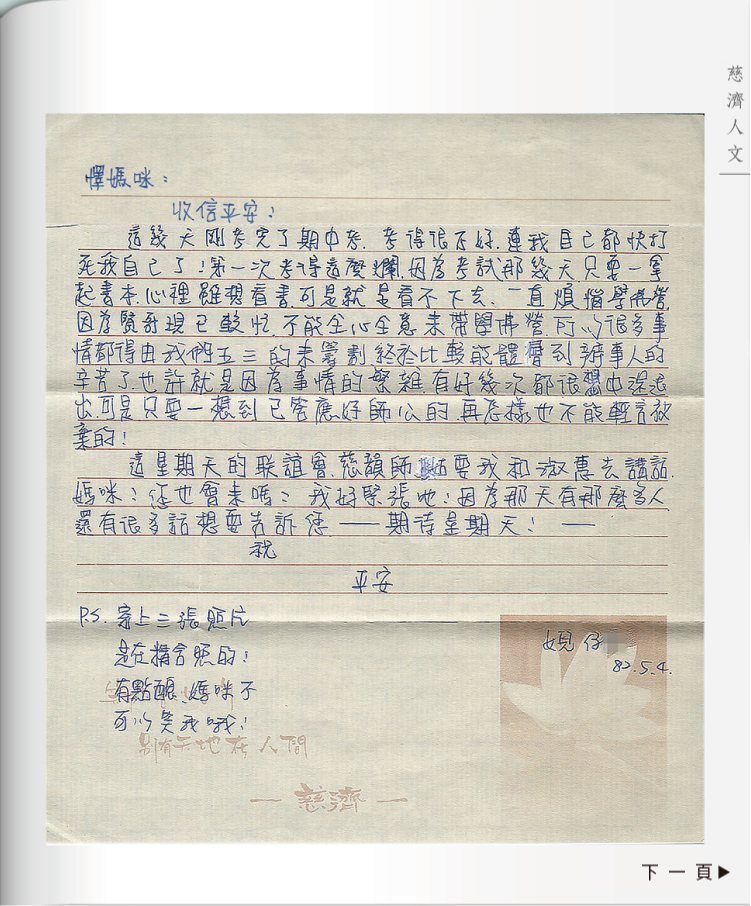 慈濟人文
懌媽咪：
收信平安！
這幾天剛考完了期中考，考得很不好，連我自己都快打
死我自己了！第一次考得這麼爛，因為考試那幾天，只要一拿
起書本，心裡雖想看書，可是就是看不下去，一直煩惱學佛營，
因為賢 發現已較忙，不能全心全意來帶學佛營，所以很多事
情都得由我們五三的來籌劃，終於比較能體會到辦事人的
辛苦了，也許就是因為事情的繁雜，有好幾次都很想中途退
出，可是只要一想到已答應好師公的，再怎樣也不能輕言放
棄的！
這星期天的聯誼會，慈韻師姑要我和淑惠去講話，
媽咪！您也會來嗎？我好緊張吔！因為那天有那麼多人，
還有很多話想要告訴您——期待星期天！——
祝
平安
P.S. 寄上三張照片
是在精舍照的！
有點醜、媽咪不
可以笑我哦！
別有天地在人間
— 慈濟 —
82.5.4.
下一頁▶